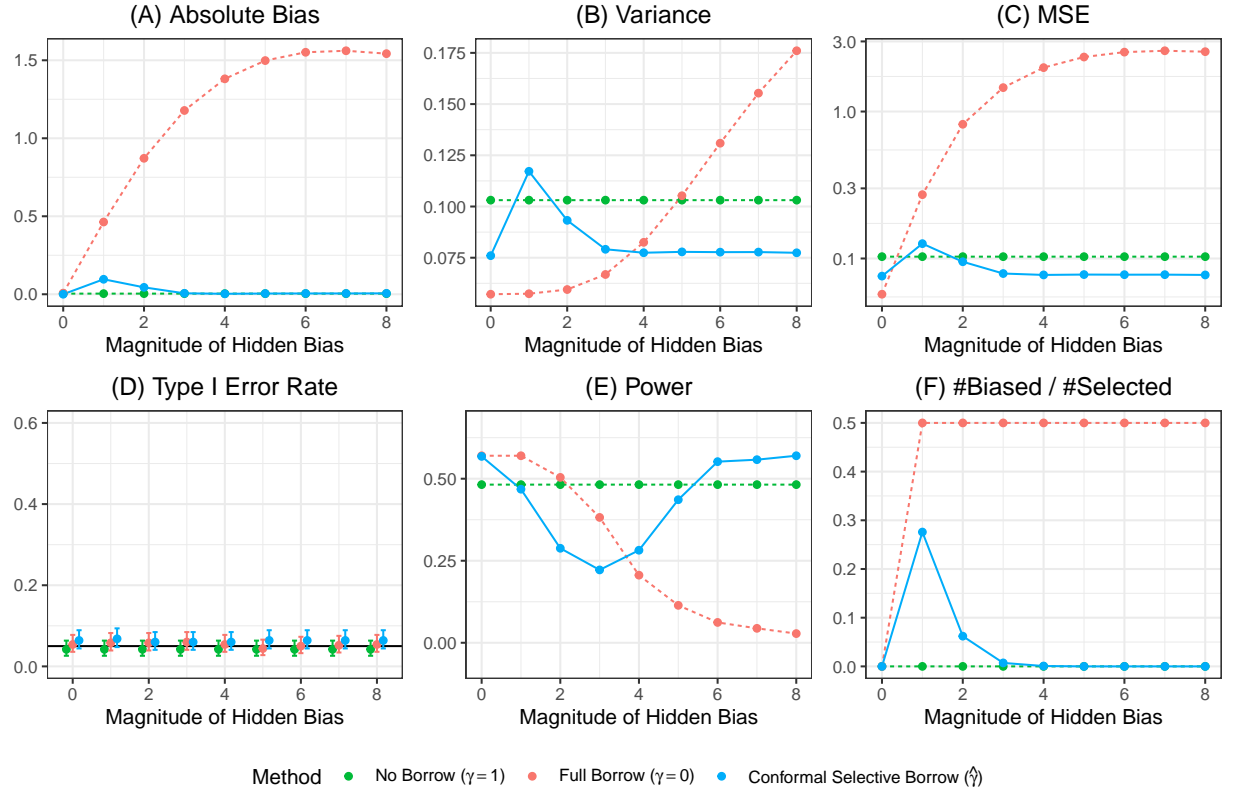 (A) Absolute Bias
(B) Variance
(C) MSE
1.5
1.0
0.5
0.0
0 2 4 6 8
Magnitude of Hidden Bias
0.175
0.150
0.125
0.100
0.075
0 2 4 6 8
Magnitude of Hidden Bias
3.0
1.0
0.3
0.1
0 2 4 6 8
Magnitude of Hidden Bias
(D) Type I Error Rate
(E) Power
(F) #Biased / #Selected
0.6
0.4
0.2
0.0
0 2 4 6 8
Magnitude of Hidden Bias
0.50
0.25
0.00
0 2 4 6 8
Magnitude of Hidden Bias
0.5
0.4
0.3
0.2
0.1
0.0
0 2 4 6 8
Magnitude of Hidden Bias
Method No Borrow (γ = 1) Full Borrow (γ = 0) Conformal Selective Borrow (γ̂)